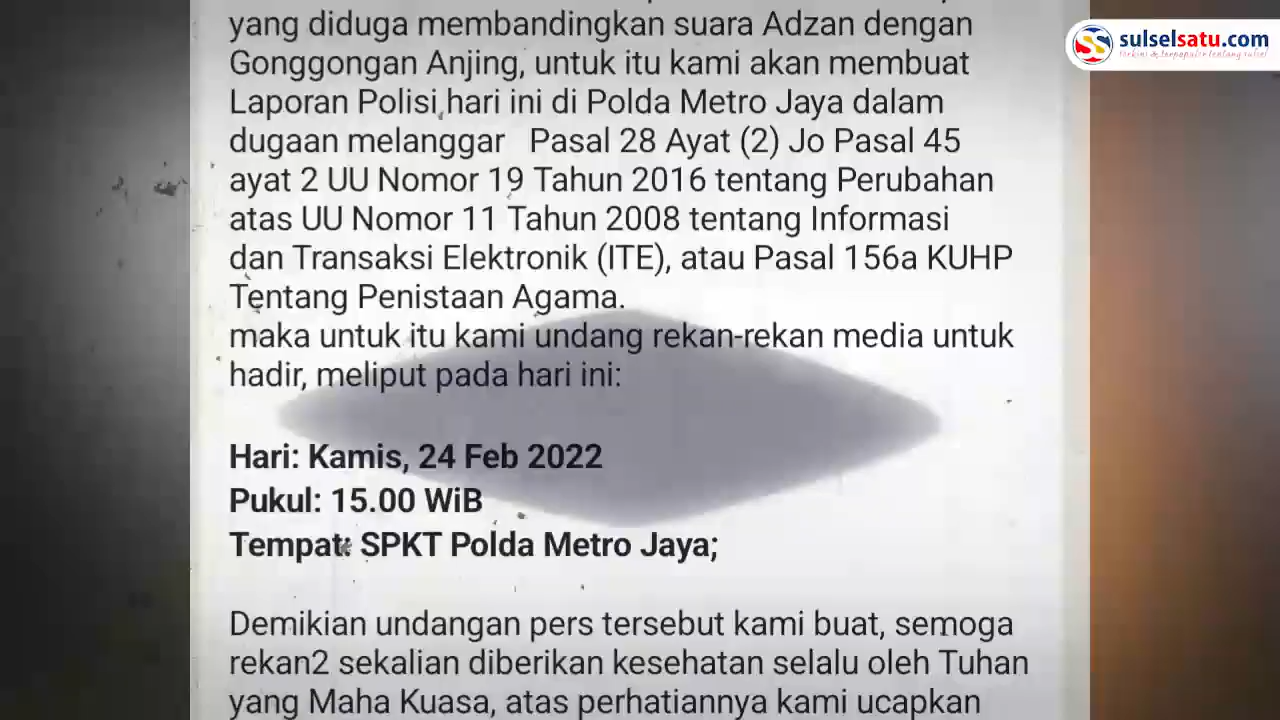 yang diduga membandingkan suara Adzan dengan
Gonggongan Anjing, untuk itu kami akan membuat
Laporan Polisi hari ini di Polda Metro Jaya dalam
dugaan melanggar Pasal 28 Ayat (2) Jo Pasal 45
ayat 2 UU Nomor 19 Tahun 2016 tentang Perubahan
atas UU Nomor 11 Tahun 2008 tentang Informasi
dan Transaksi Elektronik (ITE), atau Pasal 156a KUHP
Tentang Penistaan Agama.
maka untuk itu kami undang rekan-rekan media untuk
hadir, meliput pada hari ini:
Hari: Kamis, 24 Feb 2022
Pukul: 15.00 WiB
Tempat: SPKT Polda Metro Jaya;
Demikian undangan pers tersebut kami buat, semoga
rekan2 sekalian diberikan kesehatan selalu oleh Tuhan
yang Maha Kuasa, atas perhatiannya kami ucapkan
sulselsatu.com
terkini & terpopuler tentang sulsel